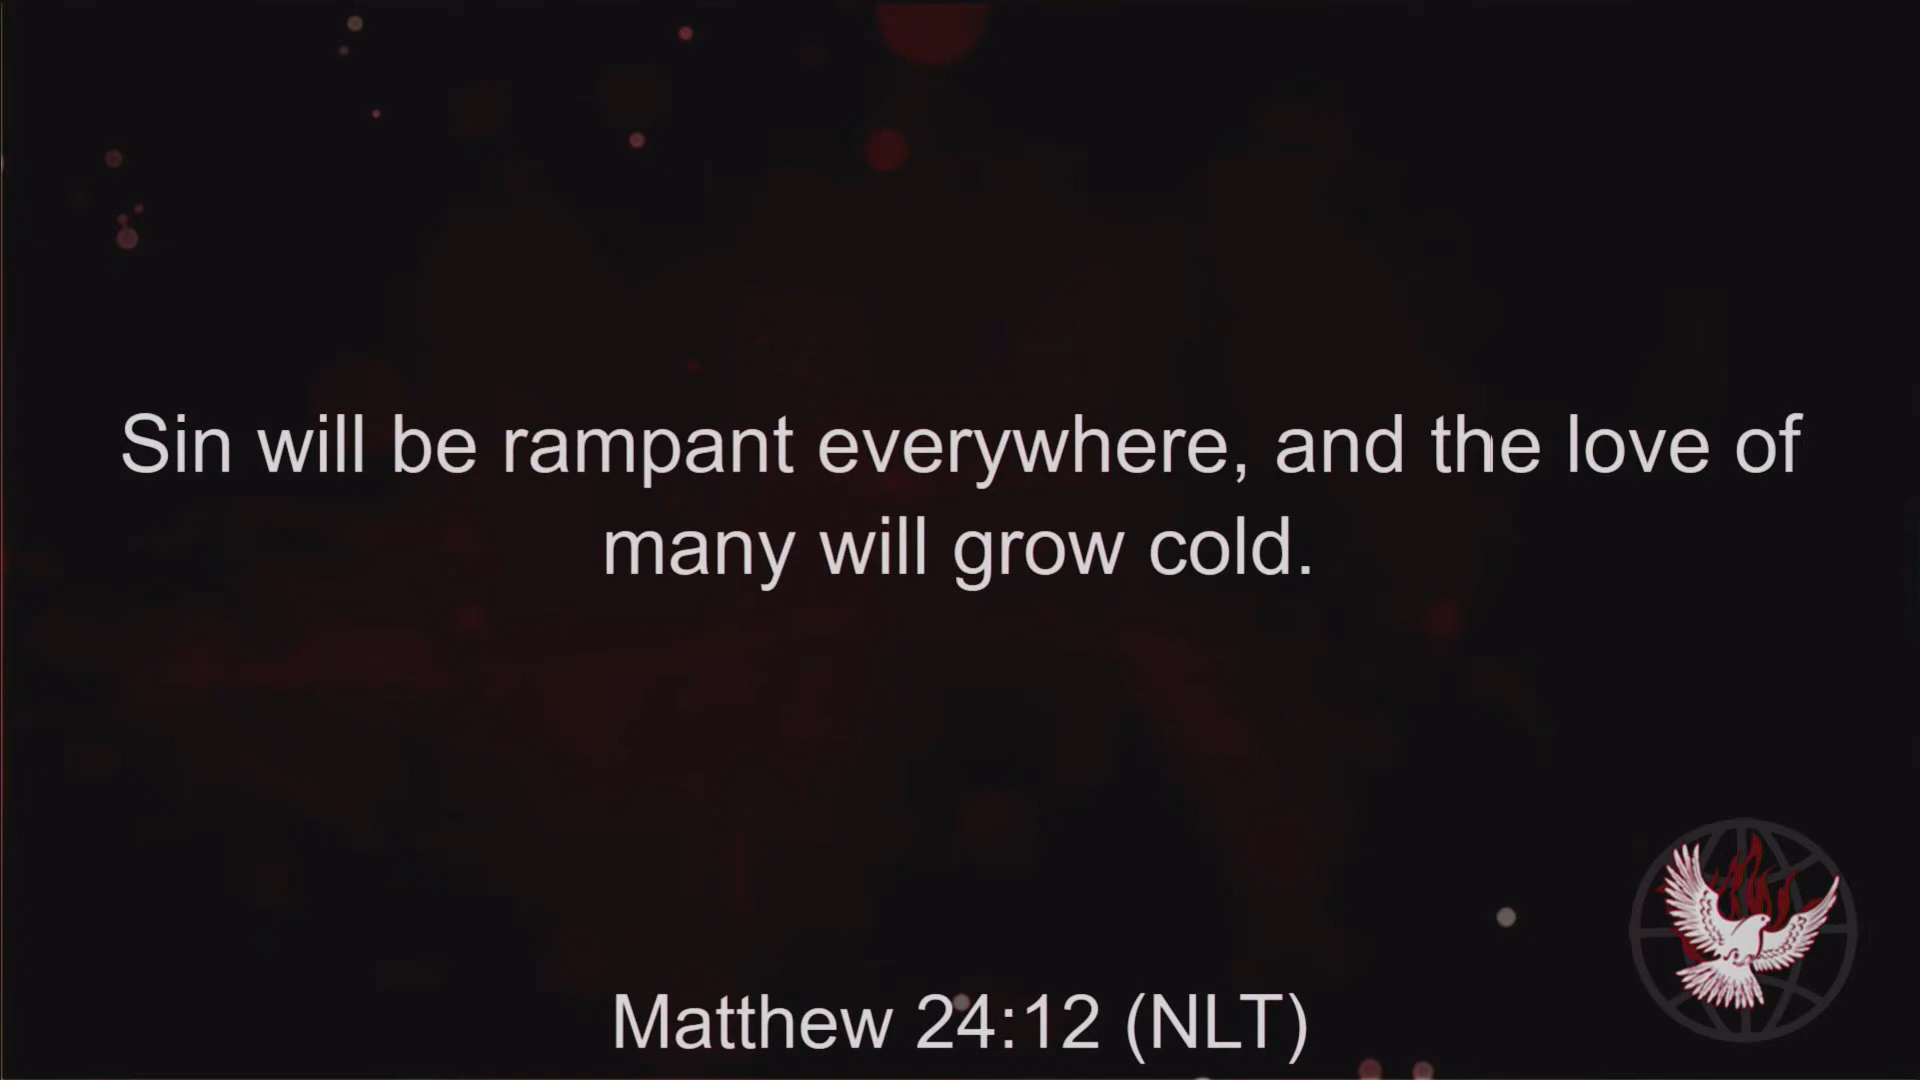 Sin will be rampant everywhere, and the love of
many will grow cold.
Matthew 24:12 (NLT)